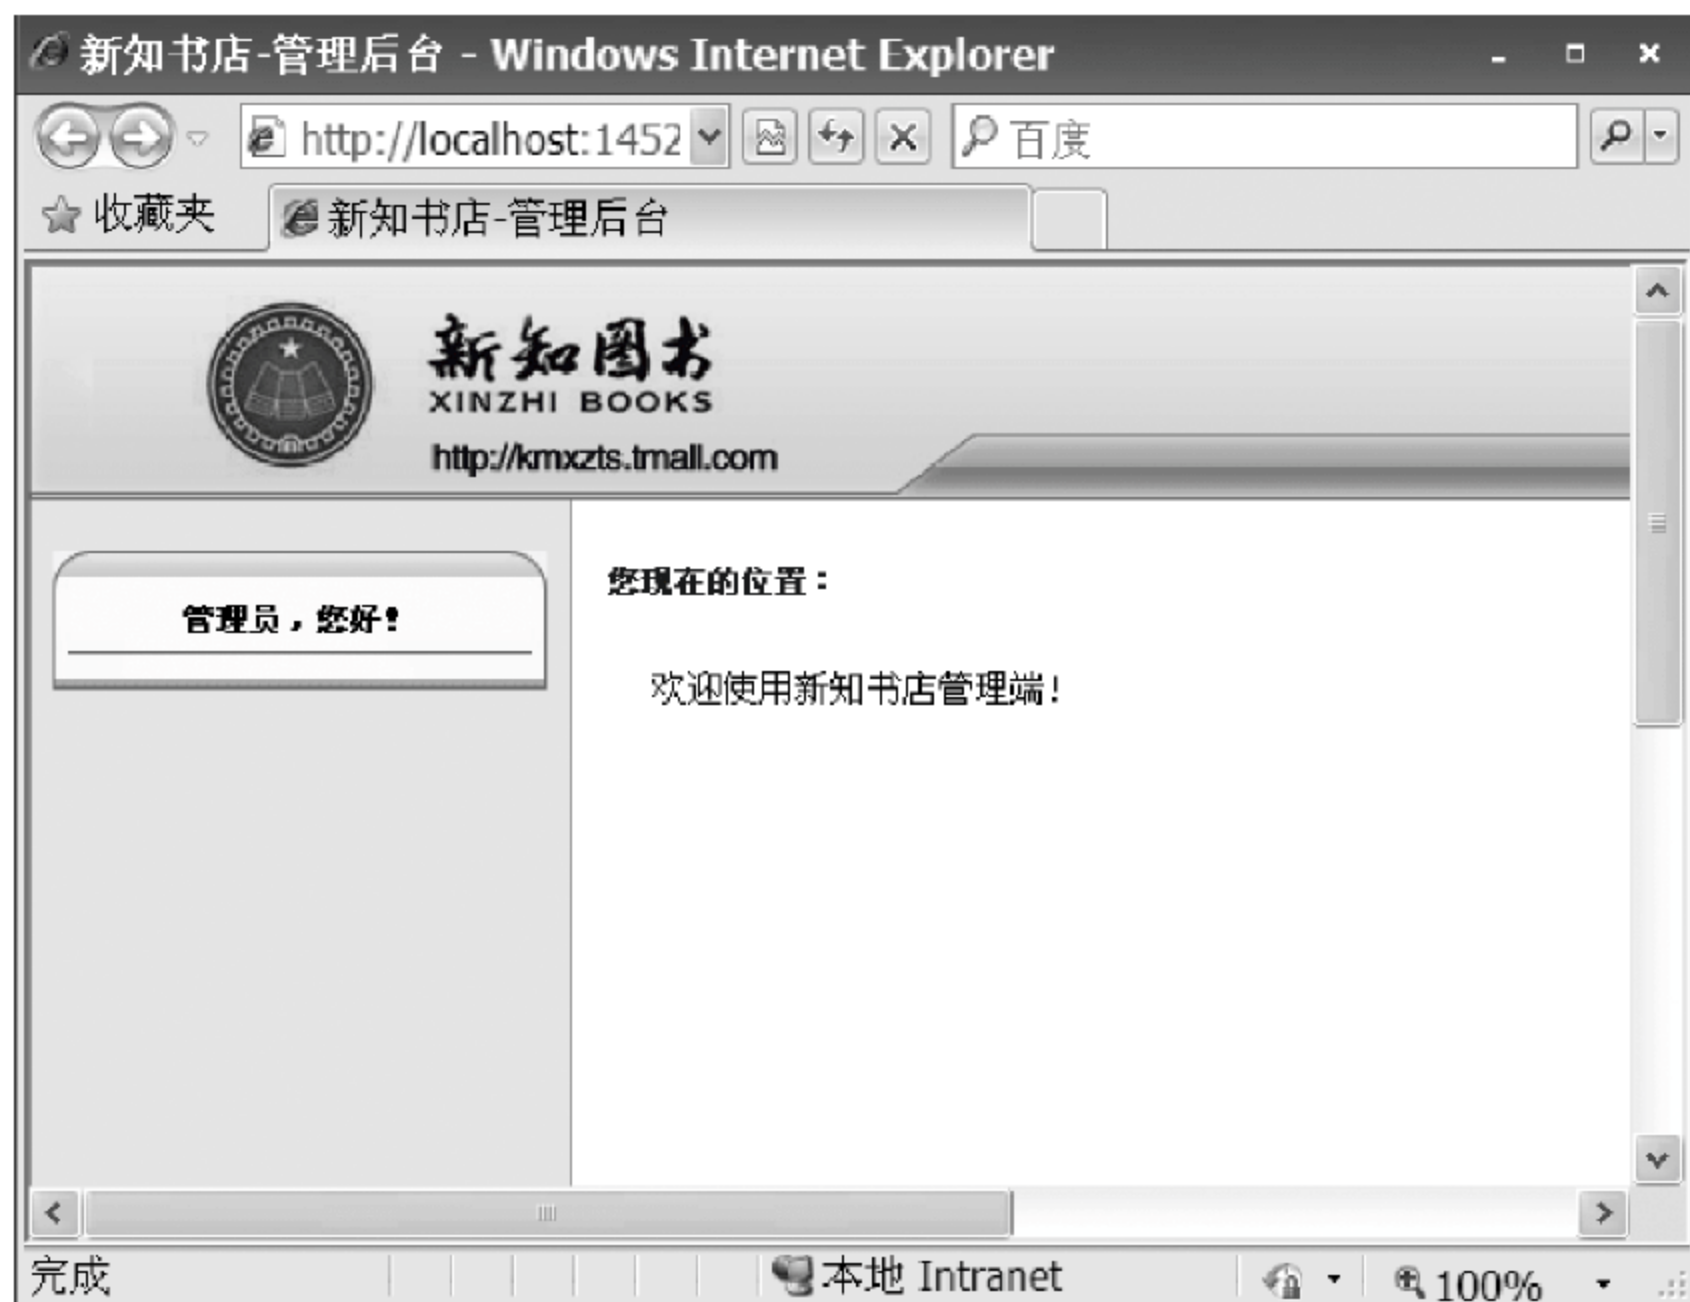 新知书店-管理后台 - Windows Internet Explorer
http://localhost:1452
百度
收藏夹
新知书店-管理后台
新知图书
XINZHI BOOKS
http://kmxzts.tmall.com
管理员，您好!
您现在的位置：
欢迎使用新知书店管理端!
完成
本地 Intranet
100%